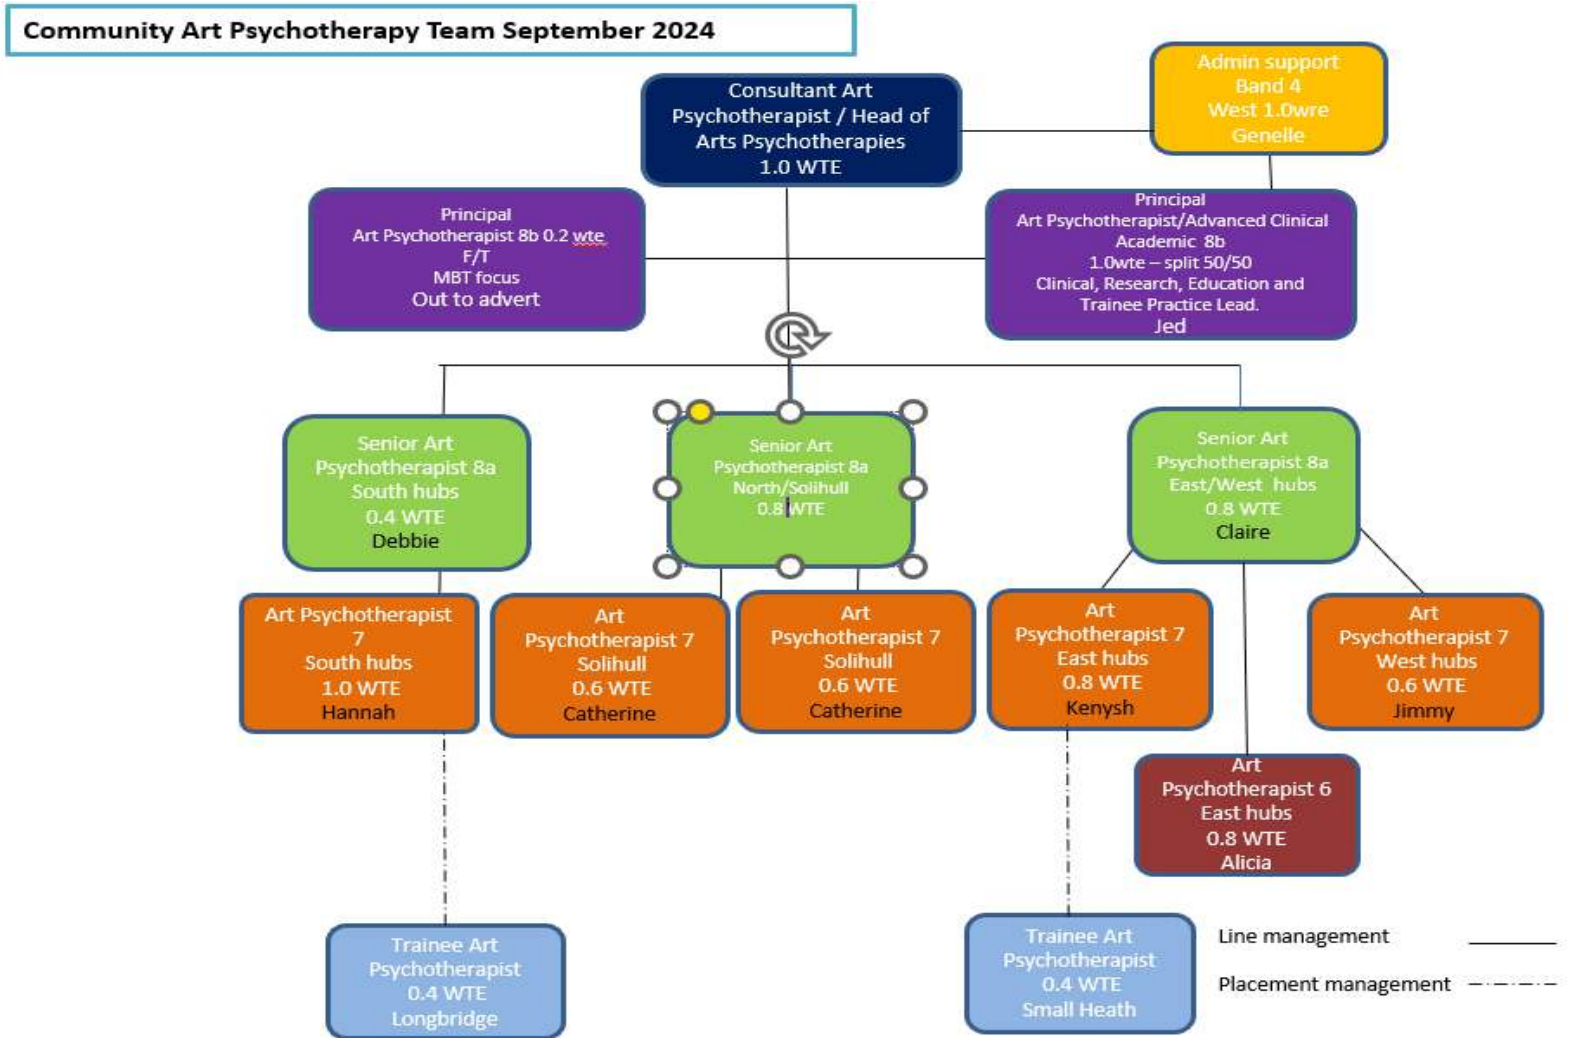 Community Art Psychotherapy Team September 2024
Admin support
Band 4
West 1.0wre
Genelle
Consultant Art
Psychotherapist / Head of
Arts Psychotherapies
1.0 WTE
Principal
Art Psychotherapist 8b 0.2 wte
F/T
MBT focus
Out to advert
Principal
Art Psychotherapist/Advanced Clinical
Academic 8b
1.0wte – split 50/50
Clinical, Research, Education and
Trainee Practice Lead.
Jed
Senior Art
Psychotherapist 8a
South hubs
0.4 WTE
Debbie
Senior Art
Psychotherapist 8a
North/Solihull
0.8 WTE
Senior Art
Psychotherapist 8a
East/West hubs
0.8 WTE
Claire
Art Psychotherapist
7
South hubs
1.0 WTE
Hannah
Art
Psychotherapist 7
Solihull
0.6 WTE
Catherine
Art
Psychotherapist 7
Solihull
0.6 WTE
Catherine
Art
Psychotherapist 7
East hubs
0.8 WTE
Kenysh
Art
Psychotherapist 7
West hubs
0.6 WTE
Jimmy
Art
Psychotherapist 6
East hubs
0.8 WTE
Alicia
Trainee Art
Psychotherapist
0.4 WTE
Longbridge
Trainee Art
Psychotherapist
0.4 WTE
Small Heath
Line management
Placement management